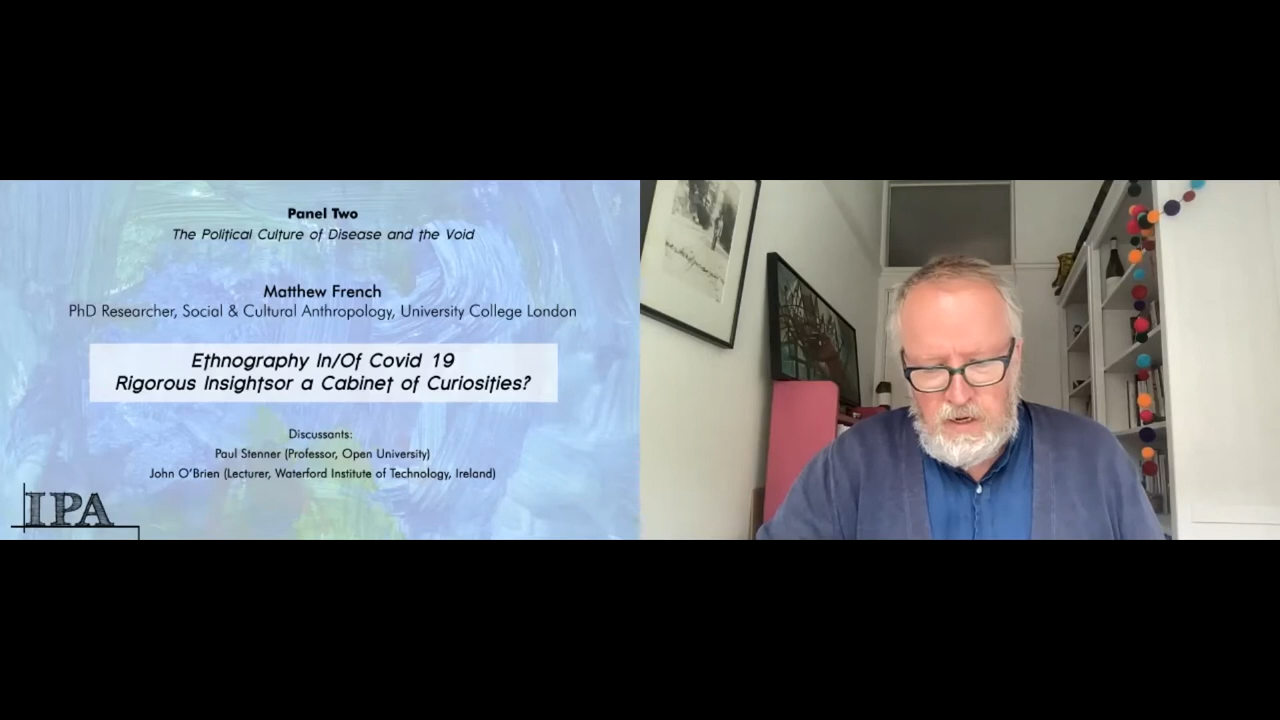 Panel Two
The Political Culture of Disease and the Void
Matthew French
PhD Researcher, Social & Cultural Anthropology, University College London
Ethnography In/Of Covid 19
Rigorous Insightsor a Cabinet of Curiosities?
Discussants:
Paul Stenner (Professor, Open University)
John O'Brien (Lecturer, Waterford Institute of Technology, Ireland)
IPA